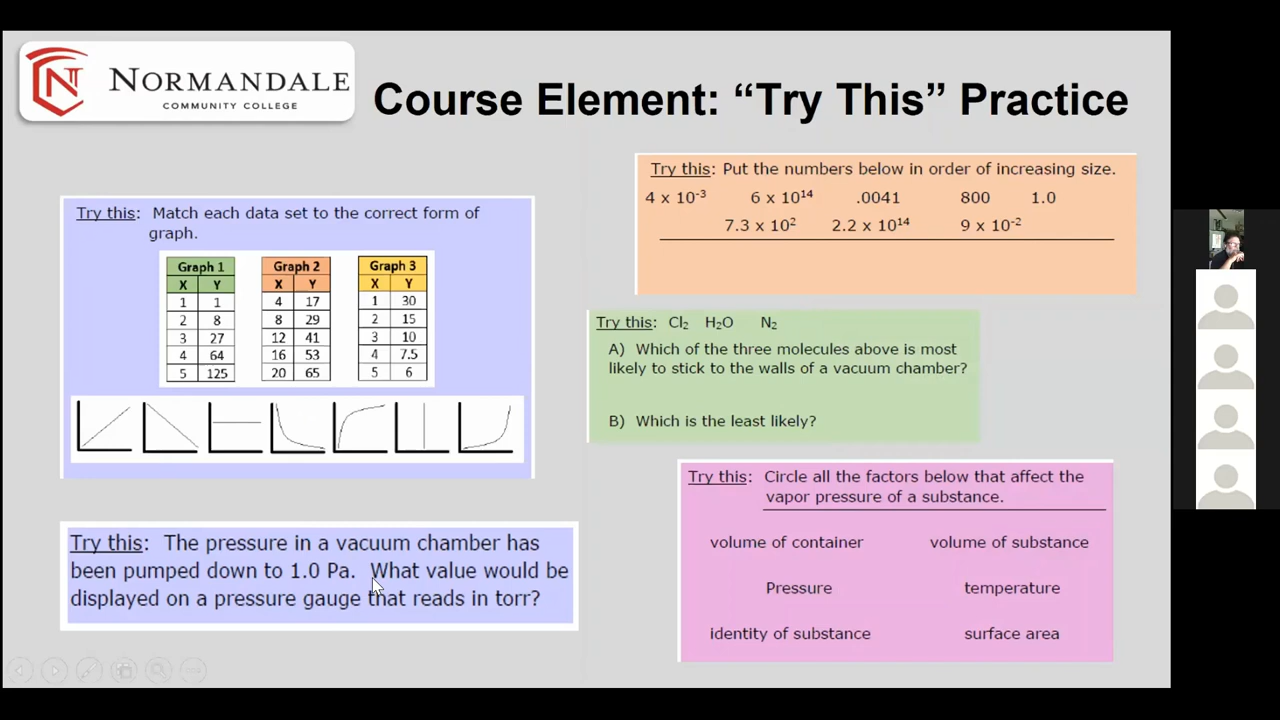 NORMANDALE
COMMUNITY COLLEGE
Course Element: “Try This” Practice
Try this: Match each data set to the correct form of
graph.
Graph 1
X Y
1 1
2 8
3 27
4 64
5 125
Graph 2
X Y
4 17
8 29
12 41
16 53
20 65
Graph 3
X Y
1 30
2 15
3 10
4 7.5
5 6
Try this: The pressure in a vacuum chamber has
been pumped down to 1.0 Pa. What value would be
displayed on a pressure gauge that reads in torr?
Try this: Put the numbers below in order of increasing size.
4 x 10⁻³ 6 x 10¹⁴ .0041 800 1.0
7.3 x 10² 2.2 x 10¹⁴ 9 x 10⁻²
Try this: Cl₂ H₂O N₂
A) Which of the three molecules above is most
likely to stick to the walls of a vacuum chamber?
B) Which is the least likely?
Try this: Circle all the factors below that affect the
vapor pressure of a substance.
volume of container volume of substance
Pressure temperature
identity of substance surface area